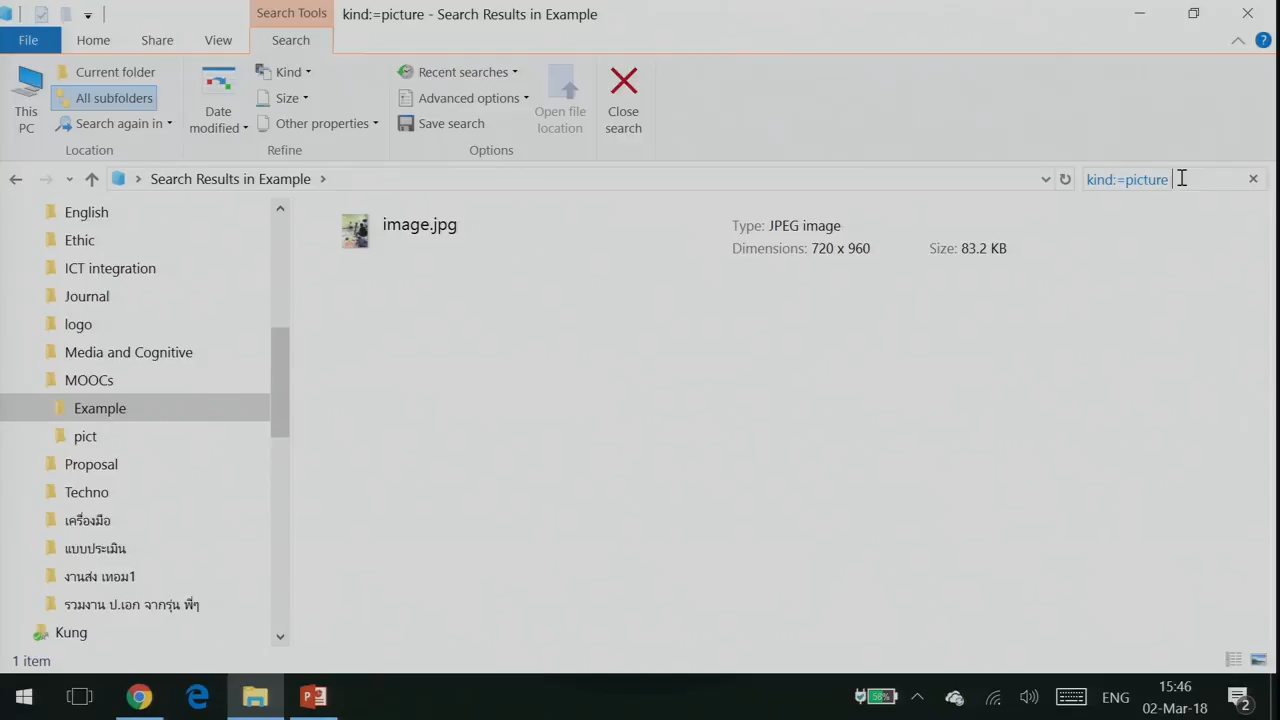 Search Tools
kind:=picture - Search Results in Example
File
Home
Share
View
Search
This PC
Current folder
All subfolders
Search again in
Location
Date modified
Kind
Size
Other properties
Refine
Recent searches
Advanced options
Save search
Options
Open file location
Close search
Search Results in Example
kind:=picture
English
Ethic
ICT integration
Journal
logo
Media and Cognitive
MOOCs
Example
pict
Proposal
Techno
เครื่องมือ
แบบประเมิน
งานส่ง เทอม1
รวมงาน ป.เอก จากรุ่น พี่ๆ
Kung
image.jpg
Type: JPEG image
Dimensions: 720 x 960
Size: 83.2 KB
1 item
58%
ENG
15:46
02-Mar-18
2